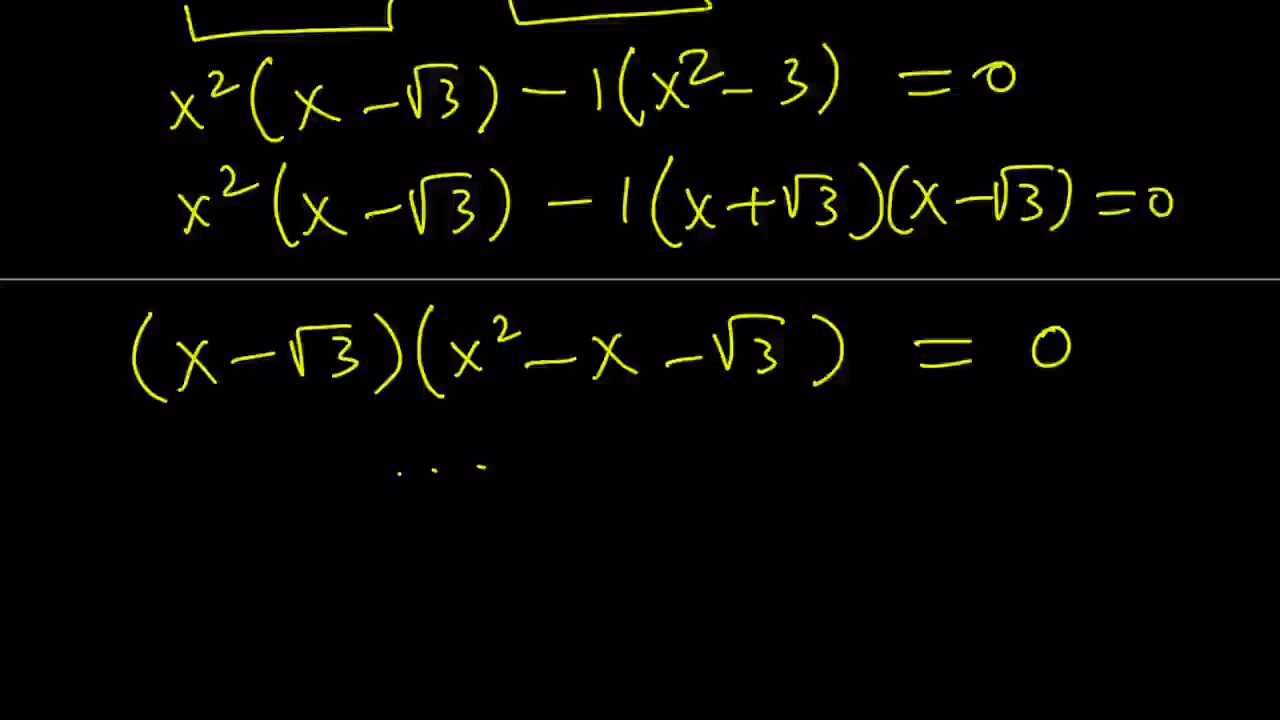 x²(x-√3) - 1(x²-3) = 0
x²(x-√3) - 1(x+√3)(x-√3) = 0
(x-√3)(x²-x-√3) = 0
...